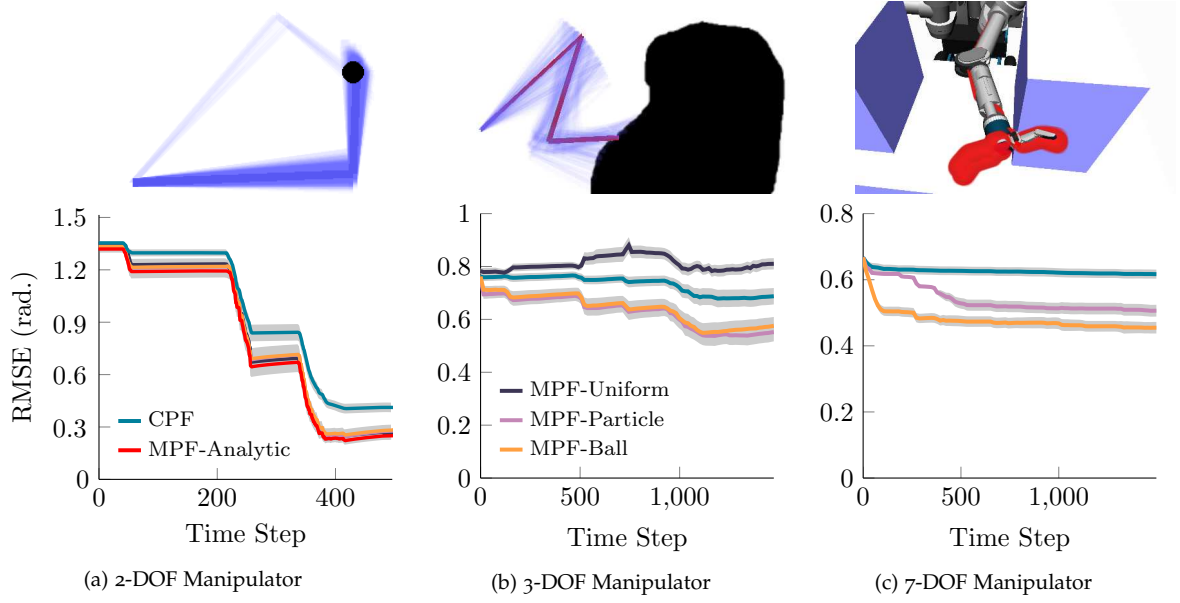 RMSE (rad.)
1.5
1.2
0.9
0.6
0.3
0
CPF
MPF-Analytic
0 200 400
Time Step
(a) 2-DOF Manipulator
1
0.8
0.6
0.4
0.2
0
MPF-Uniform
MPF-Particle
MPF-Ball
0 500 1,000
Time Step
(b) 3-DOF Manipulator
0.8
0.6
0.4
0.2
0
0 500 1,000
Time Step
(c) 7-DOF Manipulator